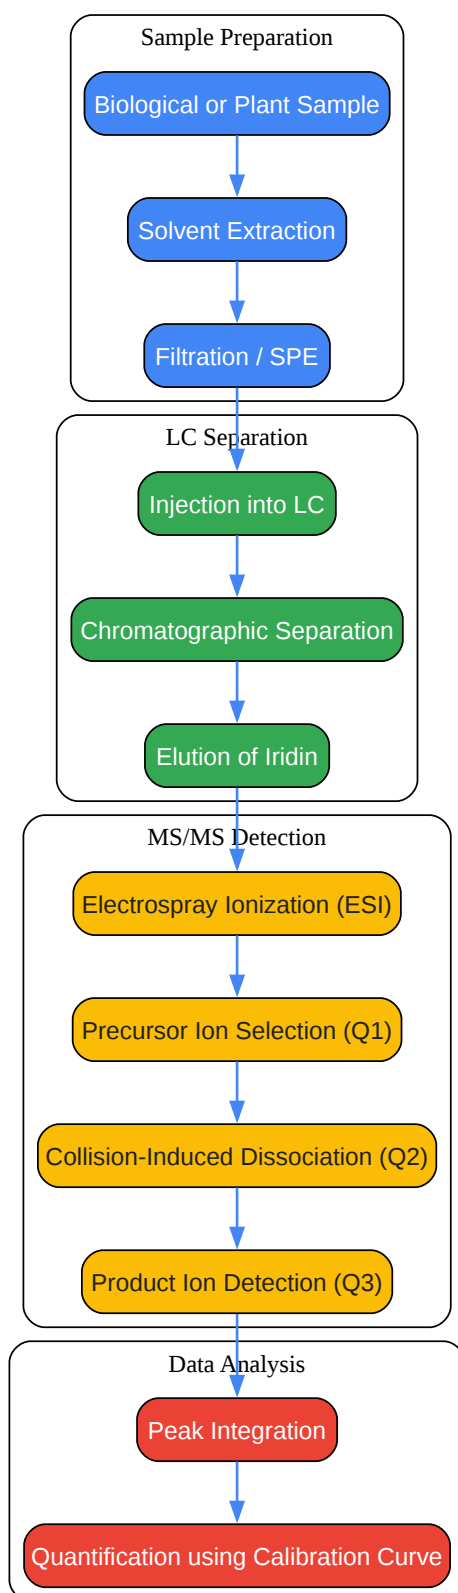 Sample Preparation
Biological or Plant Sample
Solvent Extraction
Filtration / SPE
LC Separation
Injection into LC
Chromatographic Separation
Elution of Iridin
MS/MS Detection
Electrospray Ionization (ESI)
Precursor Ion Selection (Q1)
Collision-Induced Dissociation (Q2)
Product Ion Detection (Q3)
Data Analysis
Peak Integration
Quantification using Calibration Curve